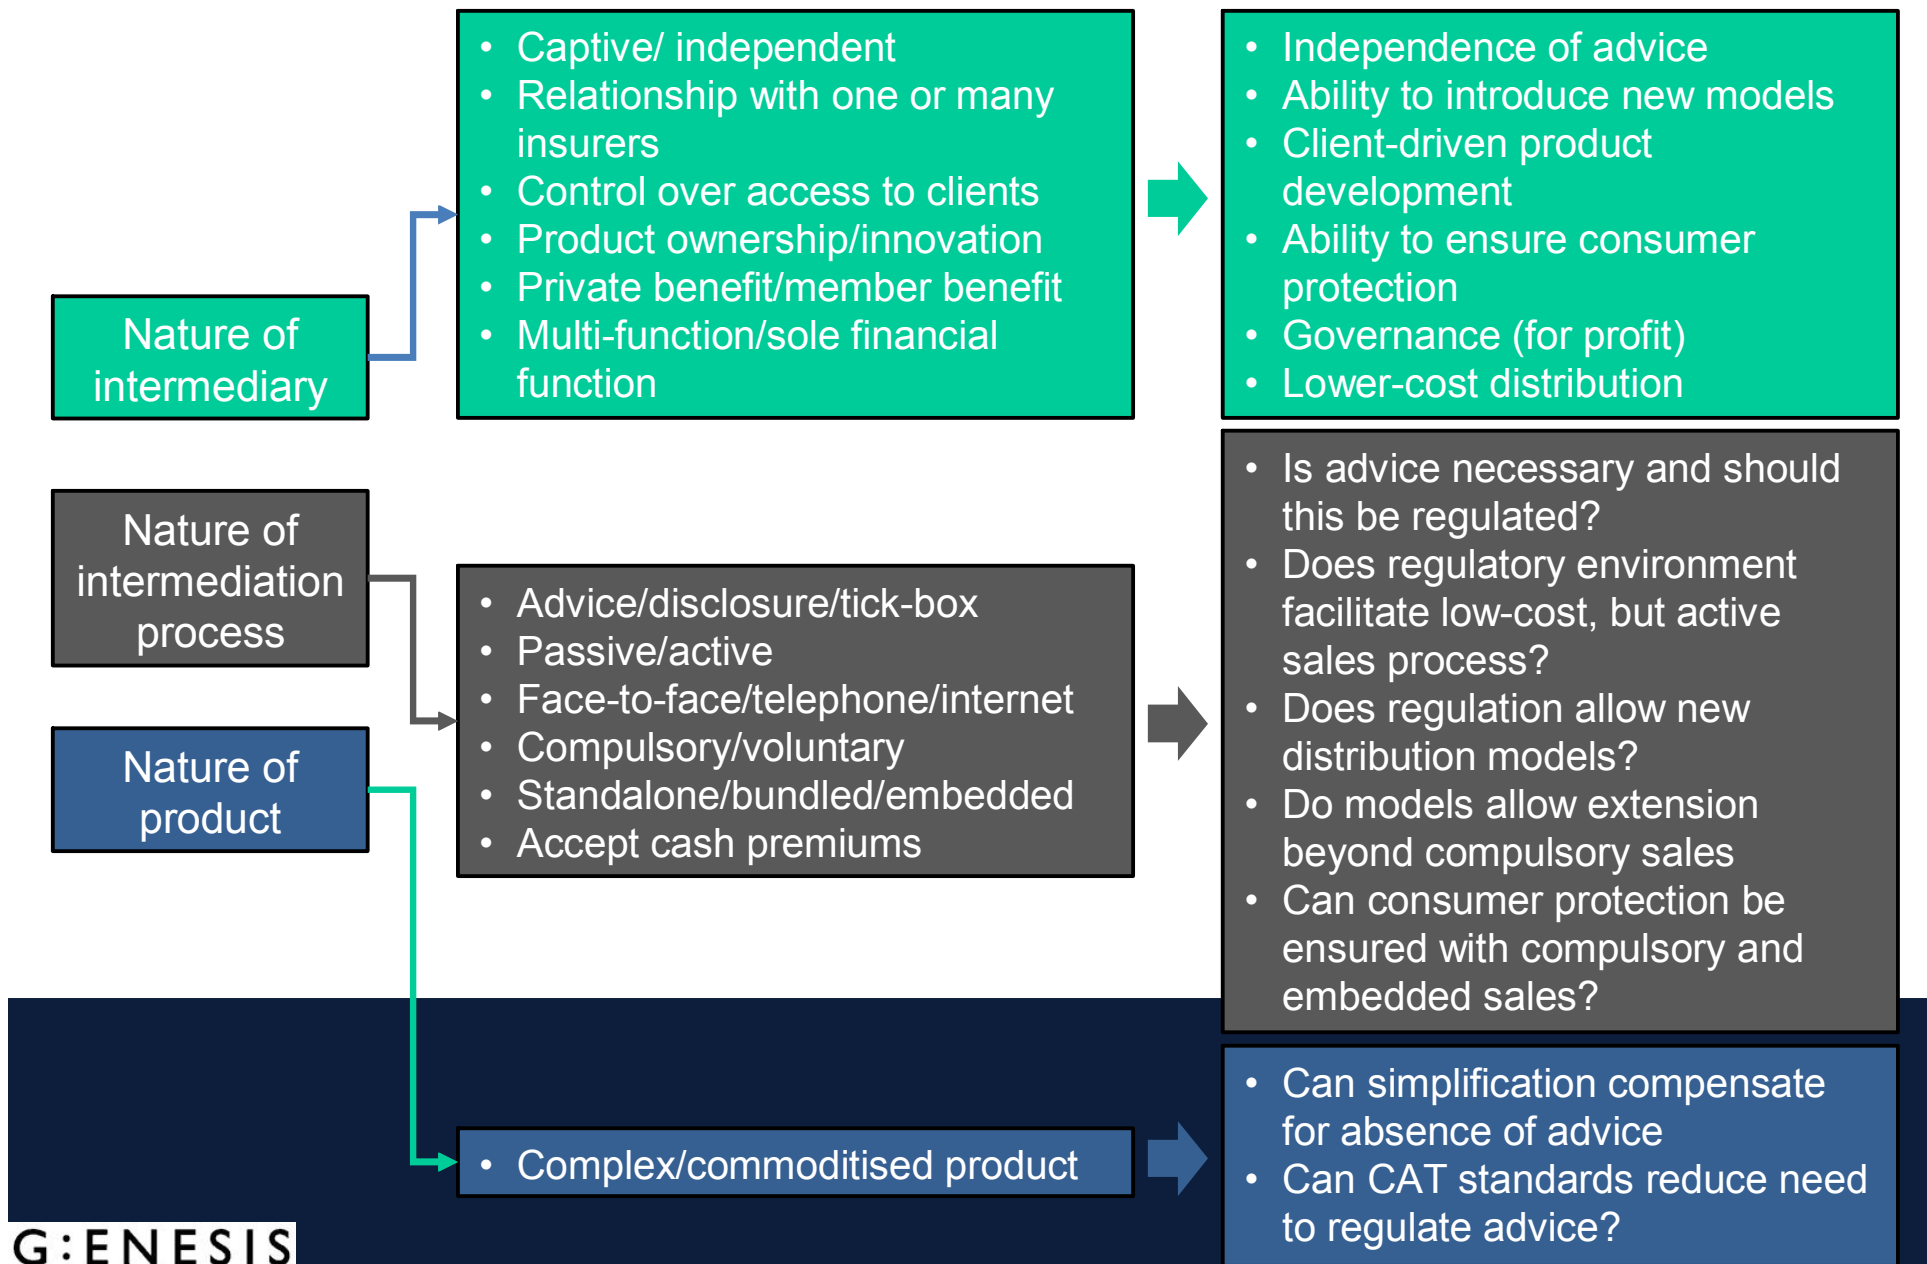 Nature of
intermediary
• Captive/ independent
• Relationship with one or many
insurers
• Control over access to clients
• Product ownership/innovation
• Private benefit/member benefit
• Multi-function/sole financial
function
• Independence of advice
• Ability to introduce new models
• Client-driven product
development
• Ability to ensure consumer
protection
• Governance (for profit)
• Lower-cost distribution
Nature of
intermediation
process
• Advice/disclosure/tick-box
• Passive/active
• Face-to-face/telephone/internet
• Compulsory/voluntary
• Standalone/bundled/embedded
• Accept cash premiums
• Is advice necessary and should
this be regulated?
• Does regulatory environment
facilitate low-cost, but active
sales process?
• Does regulation allow new
distribution models?
• Do models allow extension
beyond compulsory sales
• Can consumer protection be
ensured with compulsory and
embedded sales?
Nature of
product
• Complex/commoditised product
• Can simplification compensate
for absence of advice
• Can CAT standards reduce need
to regulate advice?
G:ENESIS